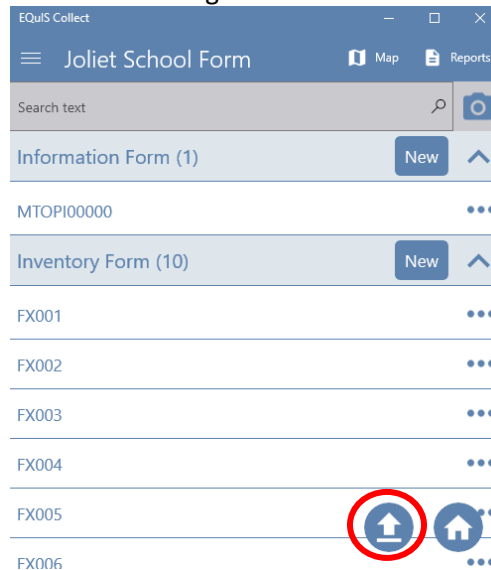 EQuIS Collect
Joliet School Form Map Reports
Search text
Information Form (1) New
MTOPI00000
Inventory Form (10) New
FX001
FX002
FX003
FX004
FX005
FX006